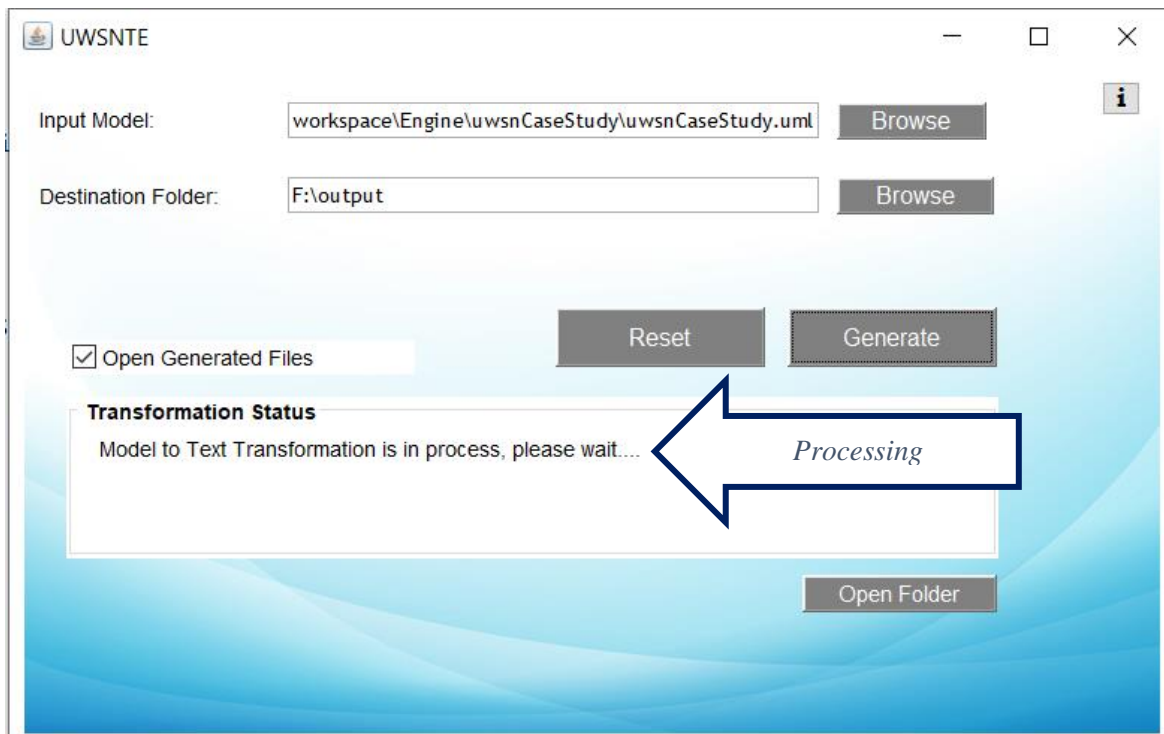 UWSNTE
i
Input Model:
workspace\Engine\uwsnCaseStudy\uwsnCaseStudy.uml
Browse
Destination Folder:
F:\output
Browse
Reset
Generate
Open Generated Files
Transformation Status
Model to Text Transformation is in process, please wait....
Processing
Open Folder